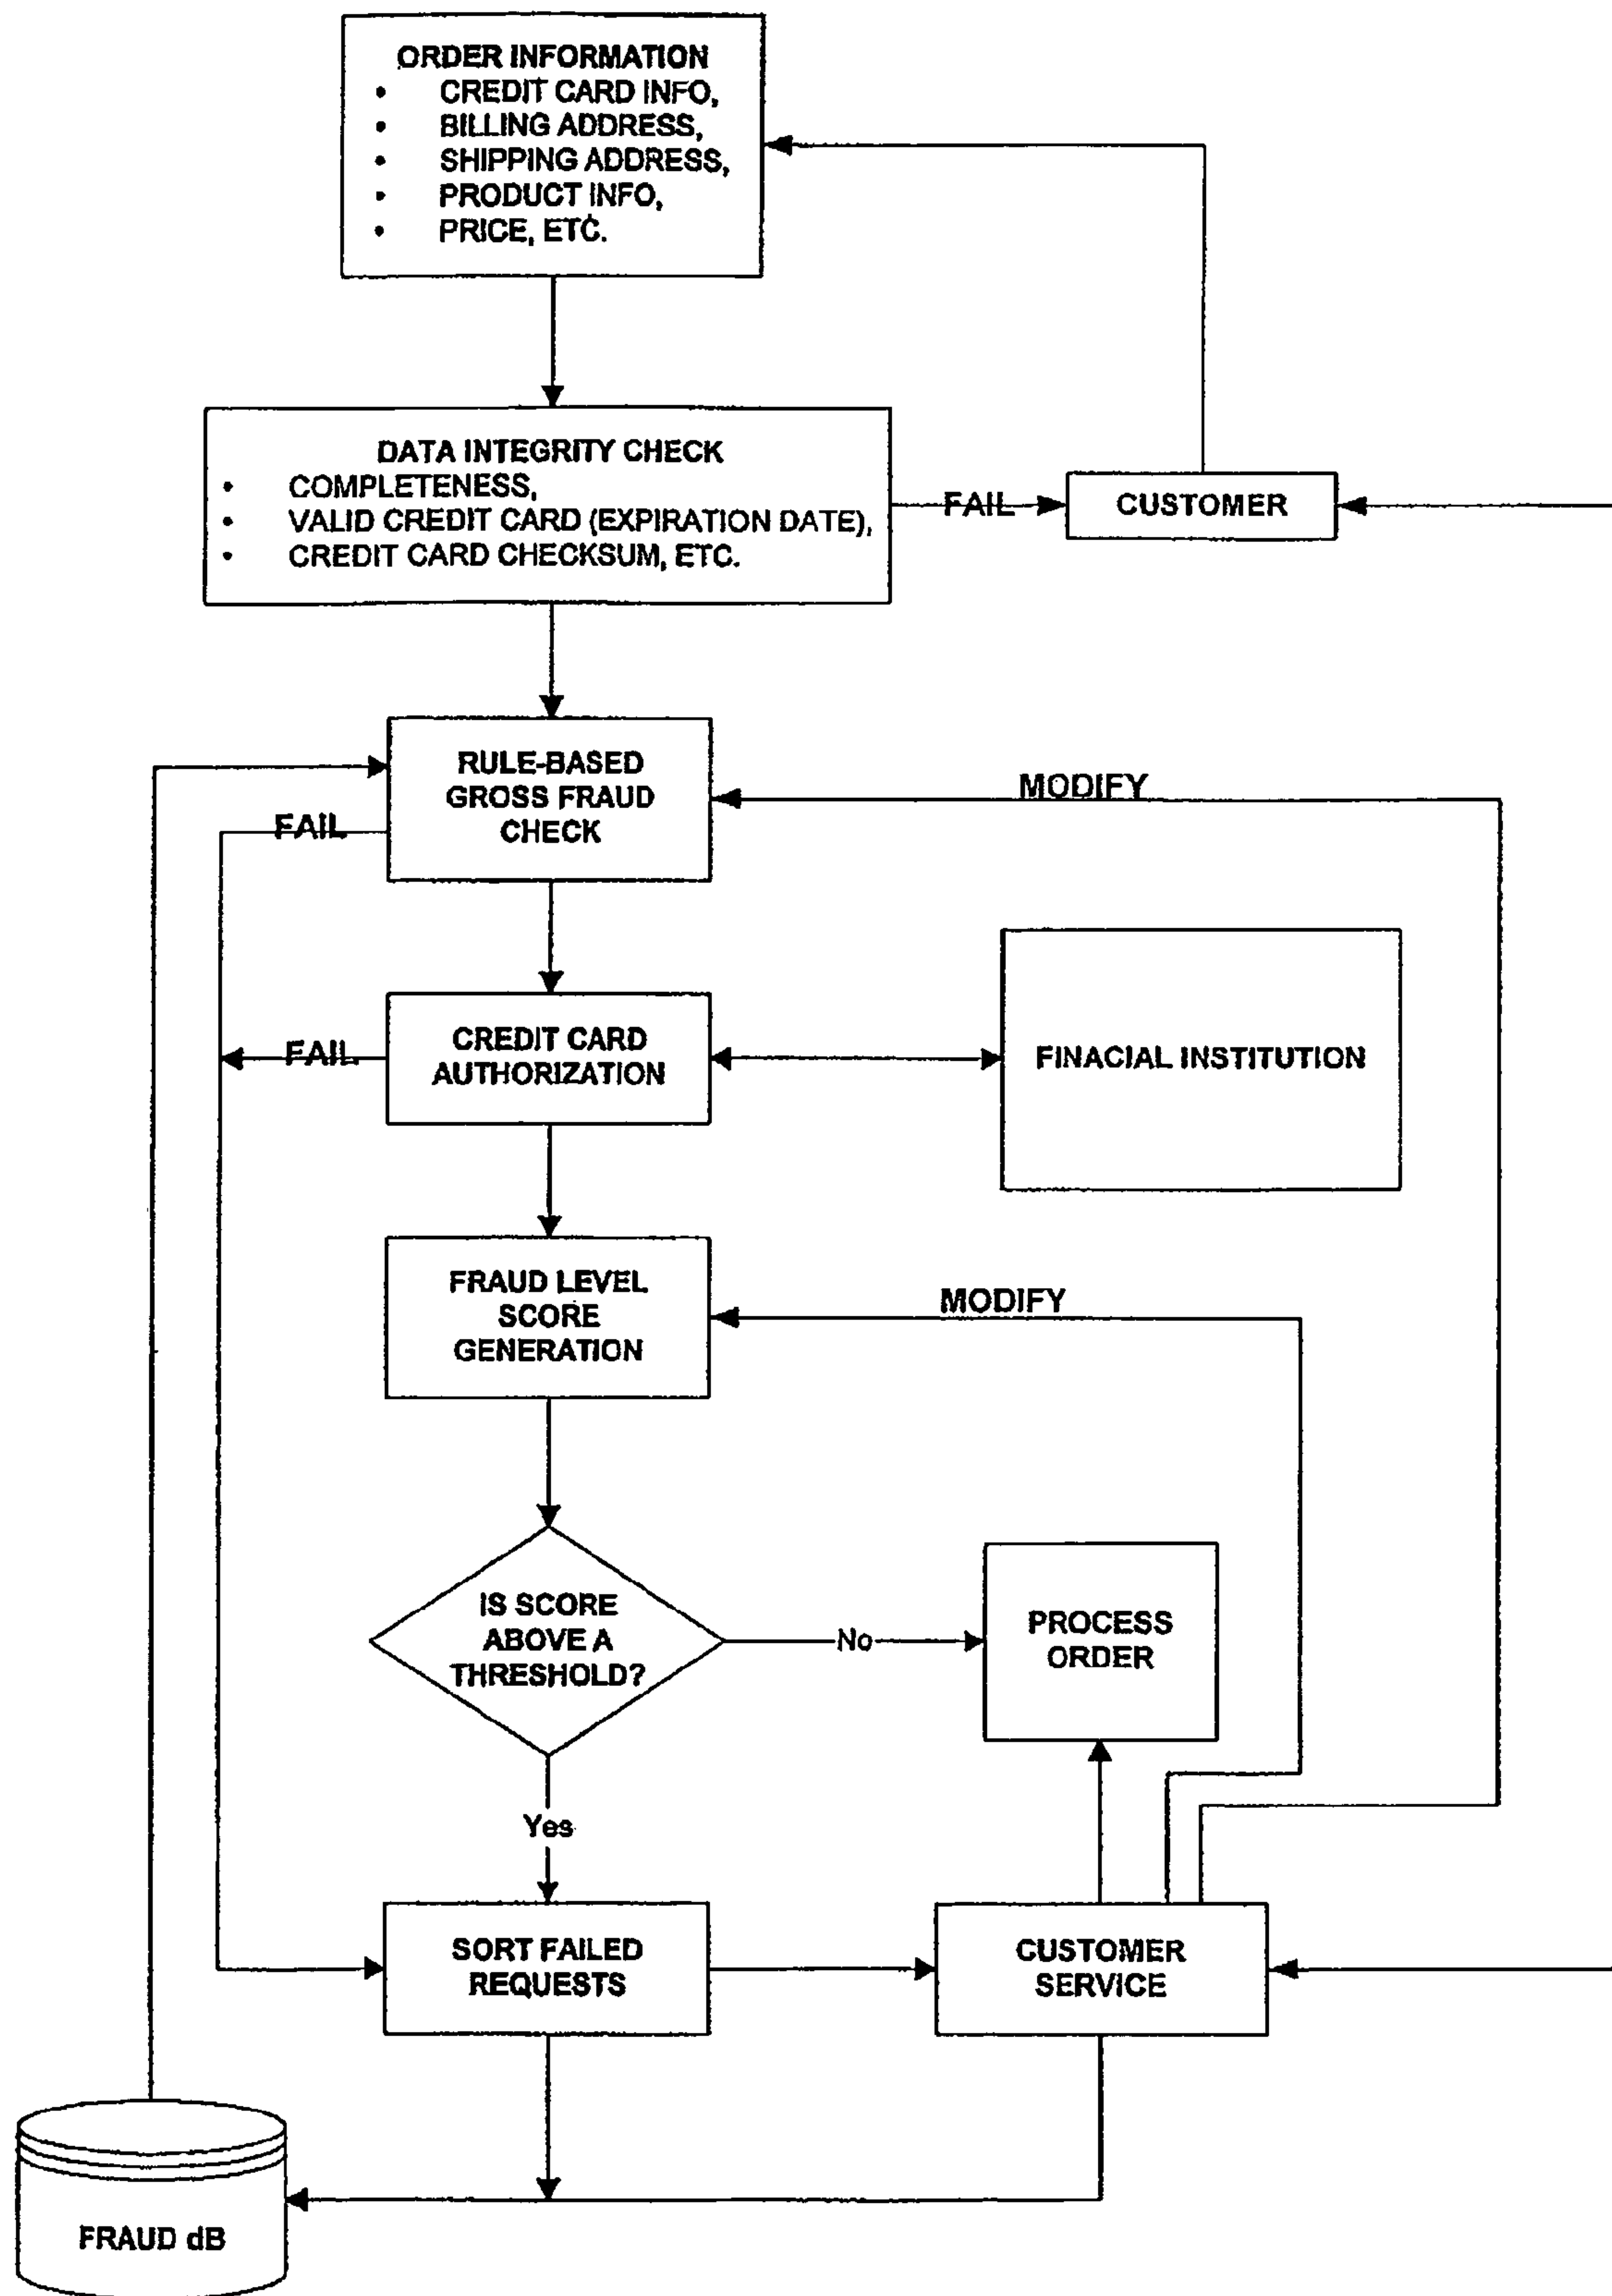 ORDER INFORMATION
• CREDIT CARD INFO,
• BILLING ADDRESS,
• SHIPPING ADDRESS,
• PRODUCT INFO,
• PRICE, ETC.
DATA INTEGRITY CHECK
• COMPLETENESS,
• VALID CREDIT CARD (EXPIRATION DATE),
• CREDIT CARD CHECKSUM, ETC.
FAIL
CUSTOMER
RULE-BASED
GROSS FRAUD
CHECK
MODIFY
FAIL
CREDIT CARD
AUTHORIZATION
FAIL
FINACIAL INSTITUTION
FRAUD LEVEL
SCORE
GENERATION
MODIFY
IS SCORE
ABOVE A
THRESHOLD?
No
PROCESS
ORDER
Yes
SORT FAILED
REQUESTS
CUSTOMER
SERVICE
FRAUD dB